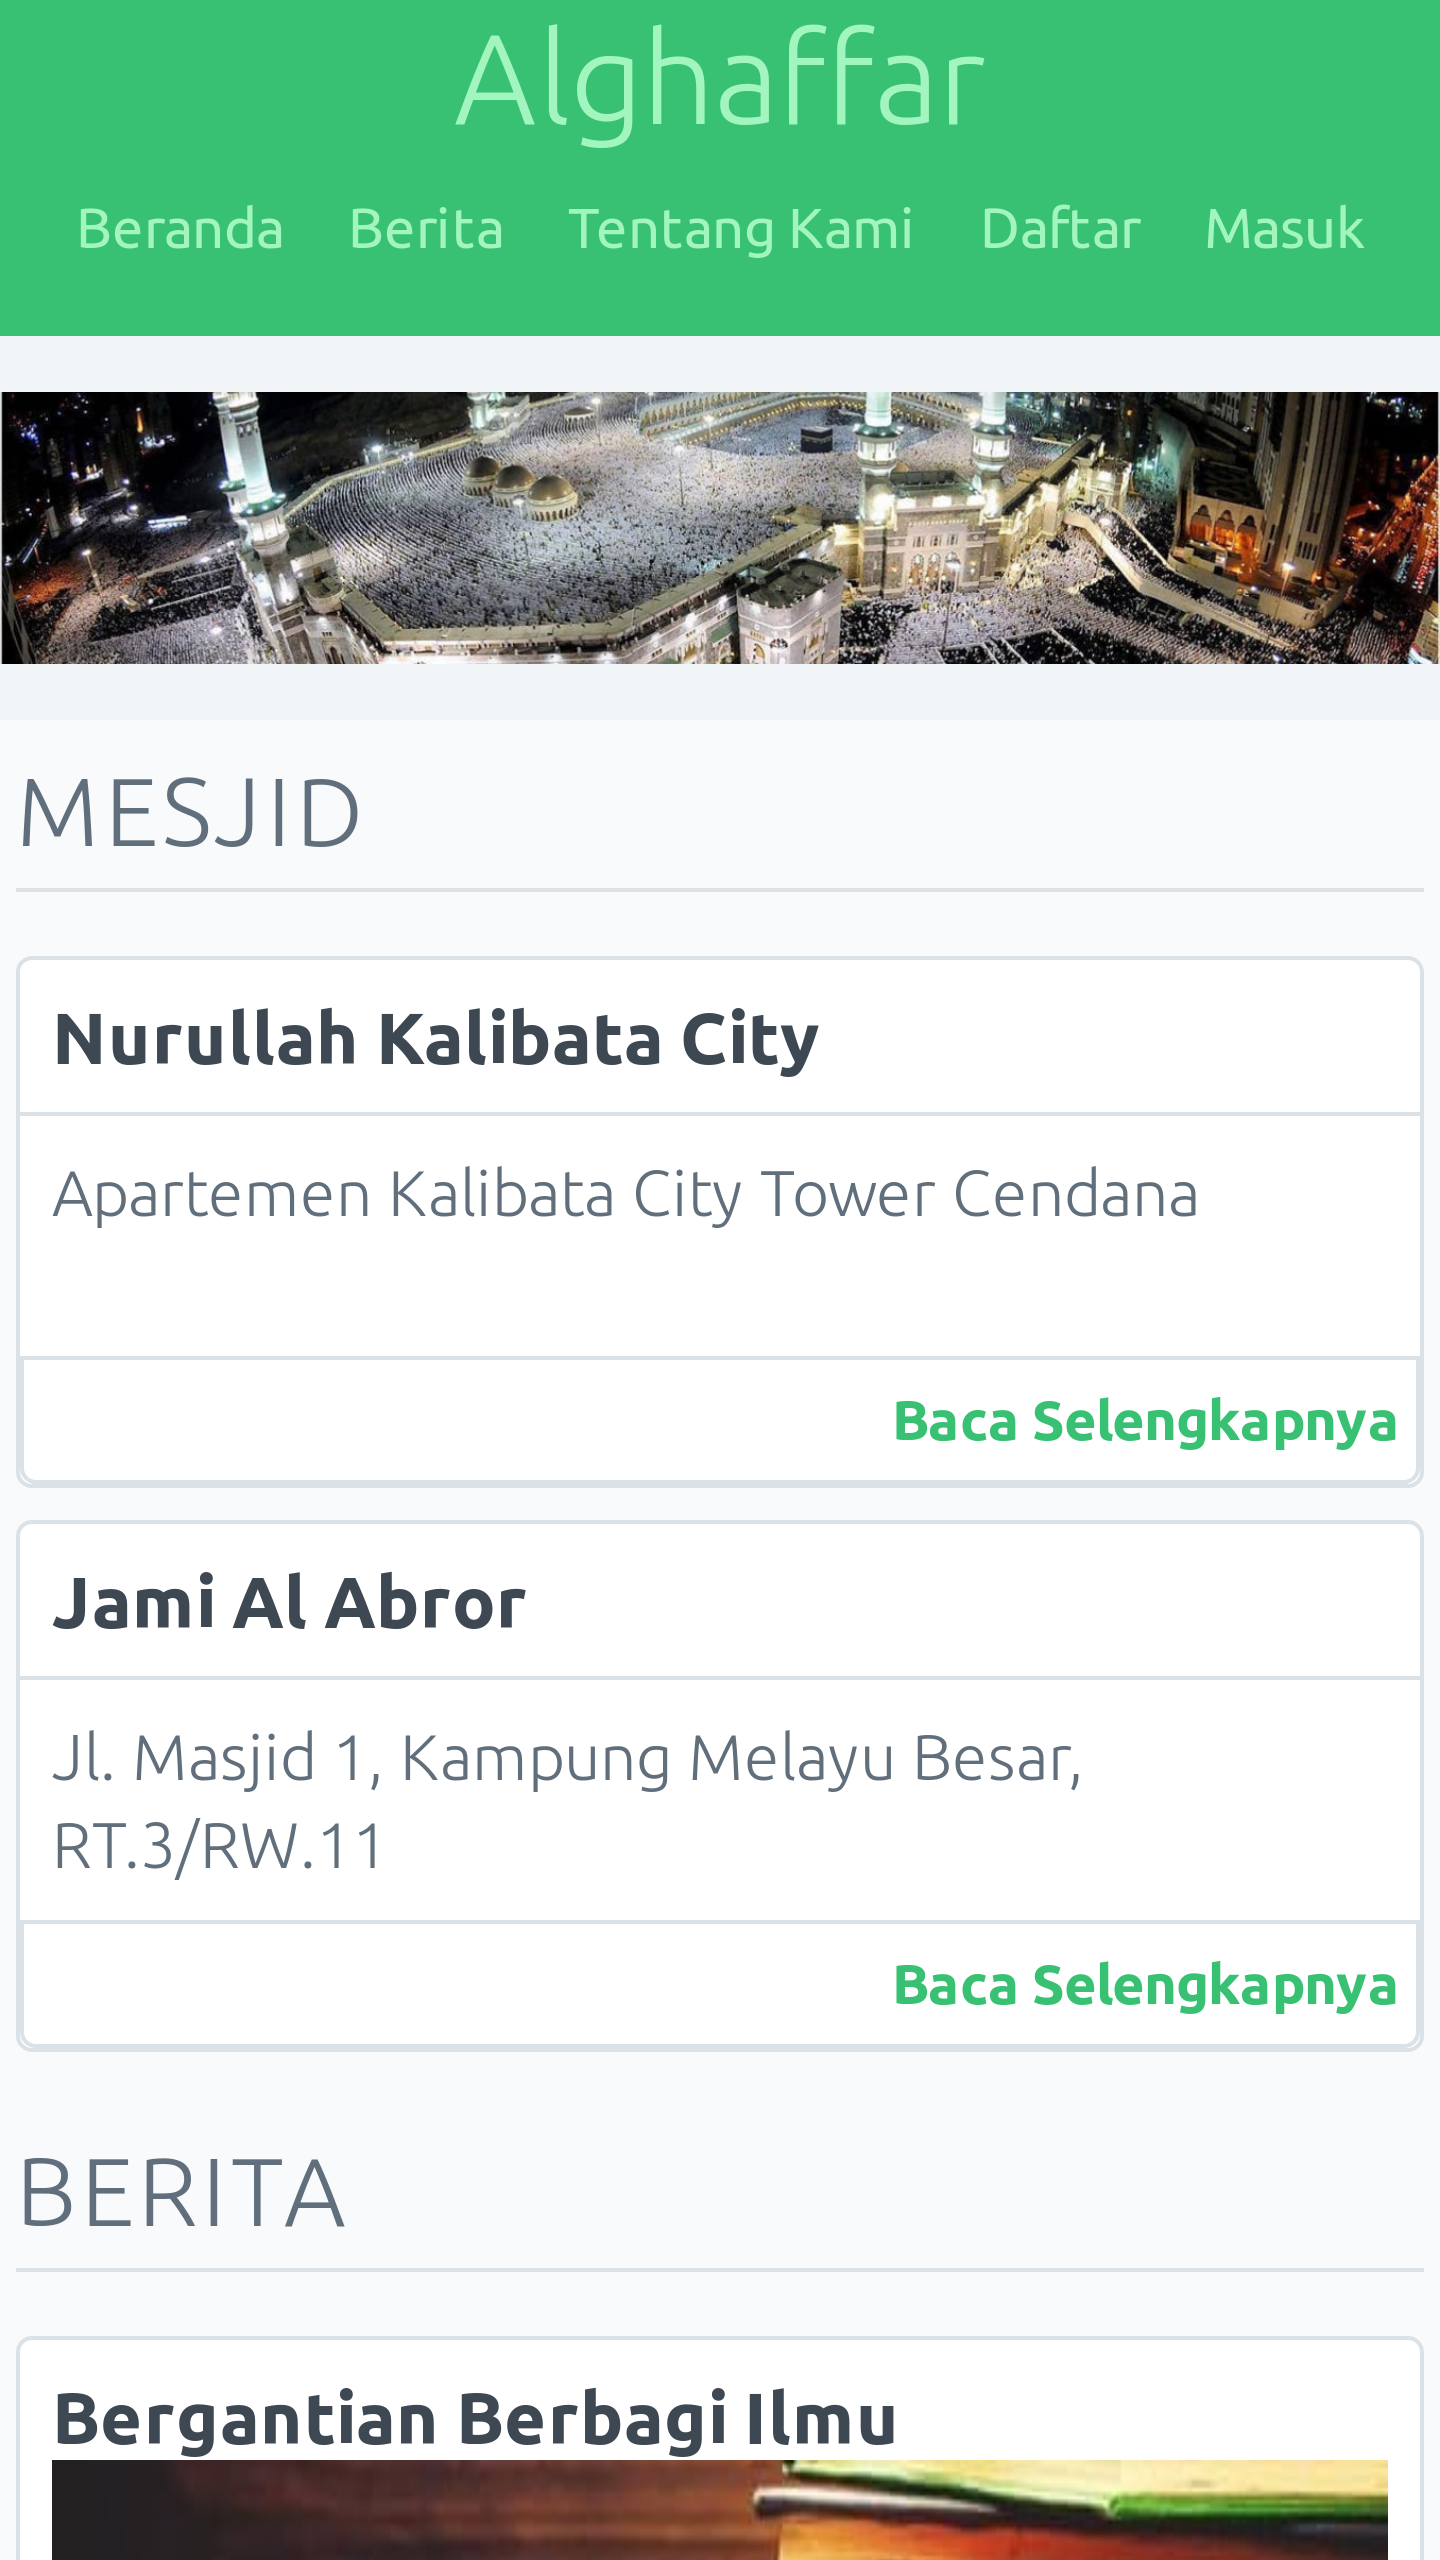 Alghaffar
Beranda Berita Tentang Kami Daftar Masuk
MESJID
Nurullah Kalibata City
Apartemen Kalibata City Tower Cendana
Baca Selengkapnya
Jami Al Abror
Jl. Masjid 1, Kampung Melayu Besar,
RT.3/RW.11
Baca Selengkapnya
BERITA
Bergantian Berbagi Ilmu